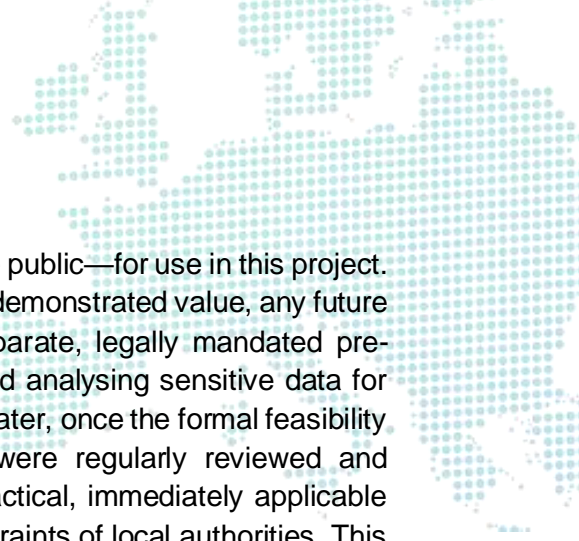 public—for use in this project.
demonstrated value, any future
parate, legally mandated pre-
d analysing sensitive data for
ater, once the formal feasibility
were regularly reviewed and
actical, immediately applicable
raints of local authorities. This